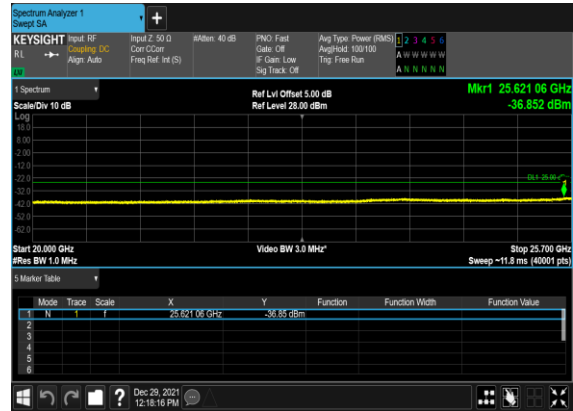 Spectrum Analyzer 1
Swept SA
+
KEYSIGHT Input: RF Input Z: 50 Ω #Atten: 40 dB PNO: Fast Avg Type: Power (RMS) 1 2 3 4 5 6
RL Coupling: DC Corr CCorr Gate: Off Avg|Hold: 100/100 A W W W W W
Align: Auto Freq Ref: Int (S) IF Gain: Low Trig: Free Run
Sig Track: Off A N N N N N
1 Spectrum Ref Lvl Offset 5.00 dB Mkr1 25.621 06 GHz
Scale/Div 10 dB Ref Level 28.00 dBm -36.852 dBm
Log
18.0
8.00
-2.00
-12.0
-22.0 DL1 -25.00
-32.0
-42.0
-52.0
-62.0
Start 20.000 GHz Video BW 3.0 MHz* Stop 25.700 GHz
#Res BW 1.0 MHz Sweep ~11.8 ms (40001 pts)
5 Marker Table
Mode Trace Scale X Y Function Function Width Function Value
1 N 1 f 25.621 06 GHz -36.85 dBm
2
3
4
5
6
? Dec 29, 2021
12:18:16 PM